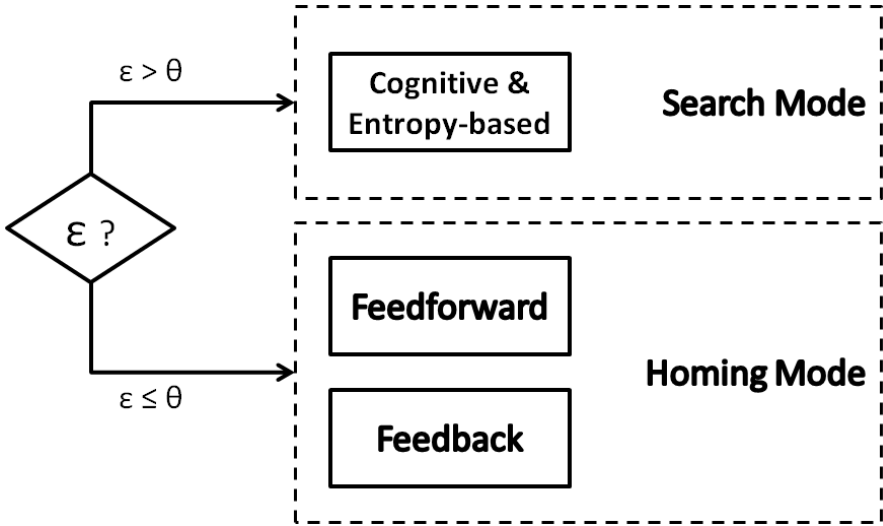 ε > θ
Cognitive &
Entropy-based
Search Mode
ε ?
Feedforward
Homing Mode
ε ≤ θ
Feedback